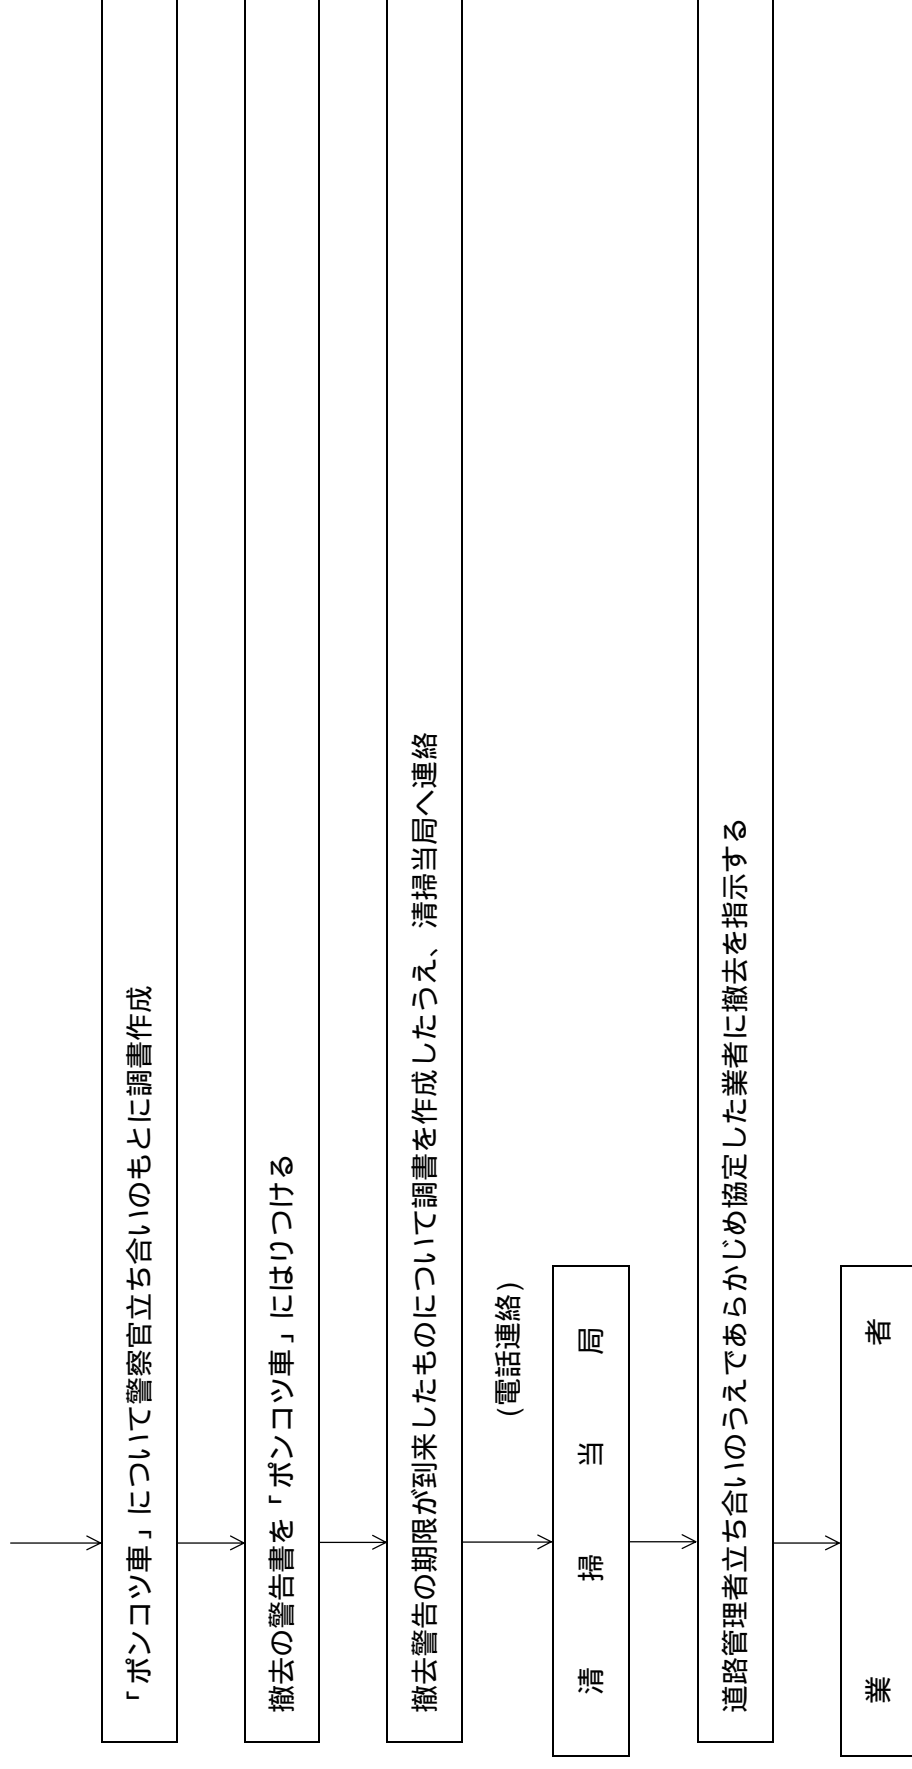 「ポンコツ車」について警察官立ち合いのもとに調書作成
撤去の警告書を「ポンコツ車」にはりつける
撤去警告の期限が到来したものについて調書を作成したうえ、清掃当局へ連絡
(電話連絡)
清掃当局
道路管理者立ち合いのうえであらかじめ協定した業者に撤去を指示する
業者